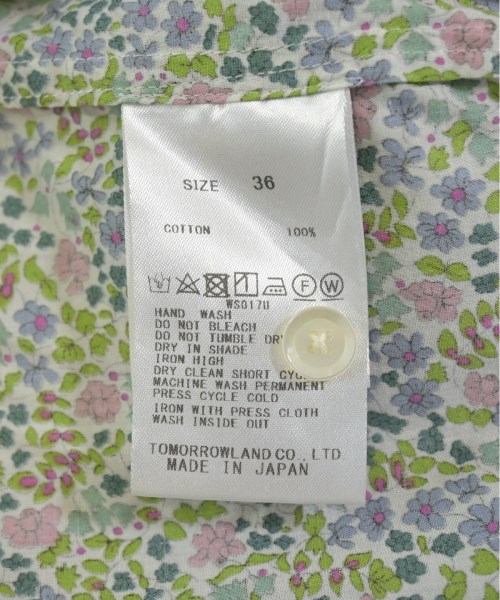 SIZE 36
COTTON 100%
F W
WS017U
HAND WASH
DO NOT BLEACH
DO NOT TUMBLE
DRY IN SHADE
IRON HIGH
DRY CLEAN SHORT
MACHINE WASH PERMANENT
PRESS CYCLE COLD
IRON WITH PRESS CLOTH
WASH INSIDE OUT
TOMORROWLAND CO., LTD
MADE IN JAPAN